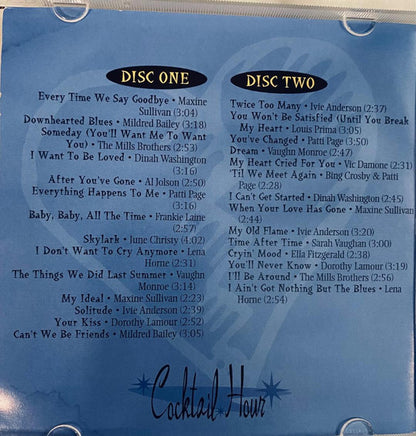 DISC ONE
Every Time We Say Goodbye • Maxine
Sullivan (3:04)
Downhearted Blues • Mildred Bailey (3:18)
Someday (You'll Want Me To Want
You) • The Mills Brothers (2:53)
I Want To Be Loved • Dinah Washington
(3:16)
After You've Gone • Al Jolson (2:50)
Everything Happens To Me • Patti Page
(3:16)
Baby, Baby, All The Time • Frankie Laine
(2:57)
Skylark • June Christy (4:02)
I Don't Want To Cry Anymore • Lena
Horne (2:31)
The Things We Did Last Summer • Vaughn
Monroe (3:14)
My Ideal • Maxine Sullivan (2:23)
Solitude • Ivie Anderson (2:39)
Your Kiss • Dorothy Lamour (2:52)
Can't We Be Friends • Mildred Bailey (3:05)
DISC TWO
Twice Too Many • Ivie Anderson (2:37)
You Won't Be Satisfied (Until You Break
My Heart • Louis Prima (3:05)
You've Changed • Patti Page (3:51)
Dream • Vaughn Monroe (2:47)
My Heart Cried For You • Vic Damone (2:31)
'Til We Meet Again • Bing Crosby & Patti
Page (2:28)
I Can't Get Started • Dinah Washington (2:45)
When Your Love Has Gone • Maxine Sullivan
(2:44)
My Old Flame • Ivie Anderson (3:20)
Time After Time • Sarah Vaughan (3:00)
Cryin' Mood • Ella Fitzgerald (2:38)
You'll Never Know • Dorothy Lamour (3:19)
I'll Be Around • The Mills Brothers (2:56)
I Ain't Got Nothing But The Blues • Lena
Horne (2:54)
Cocktail Hour